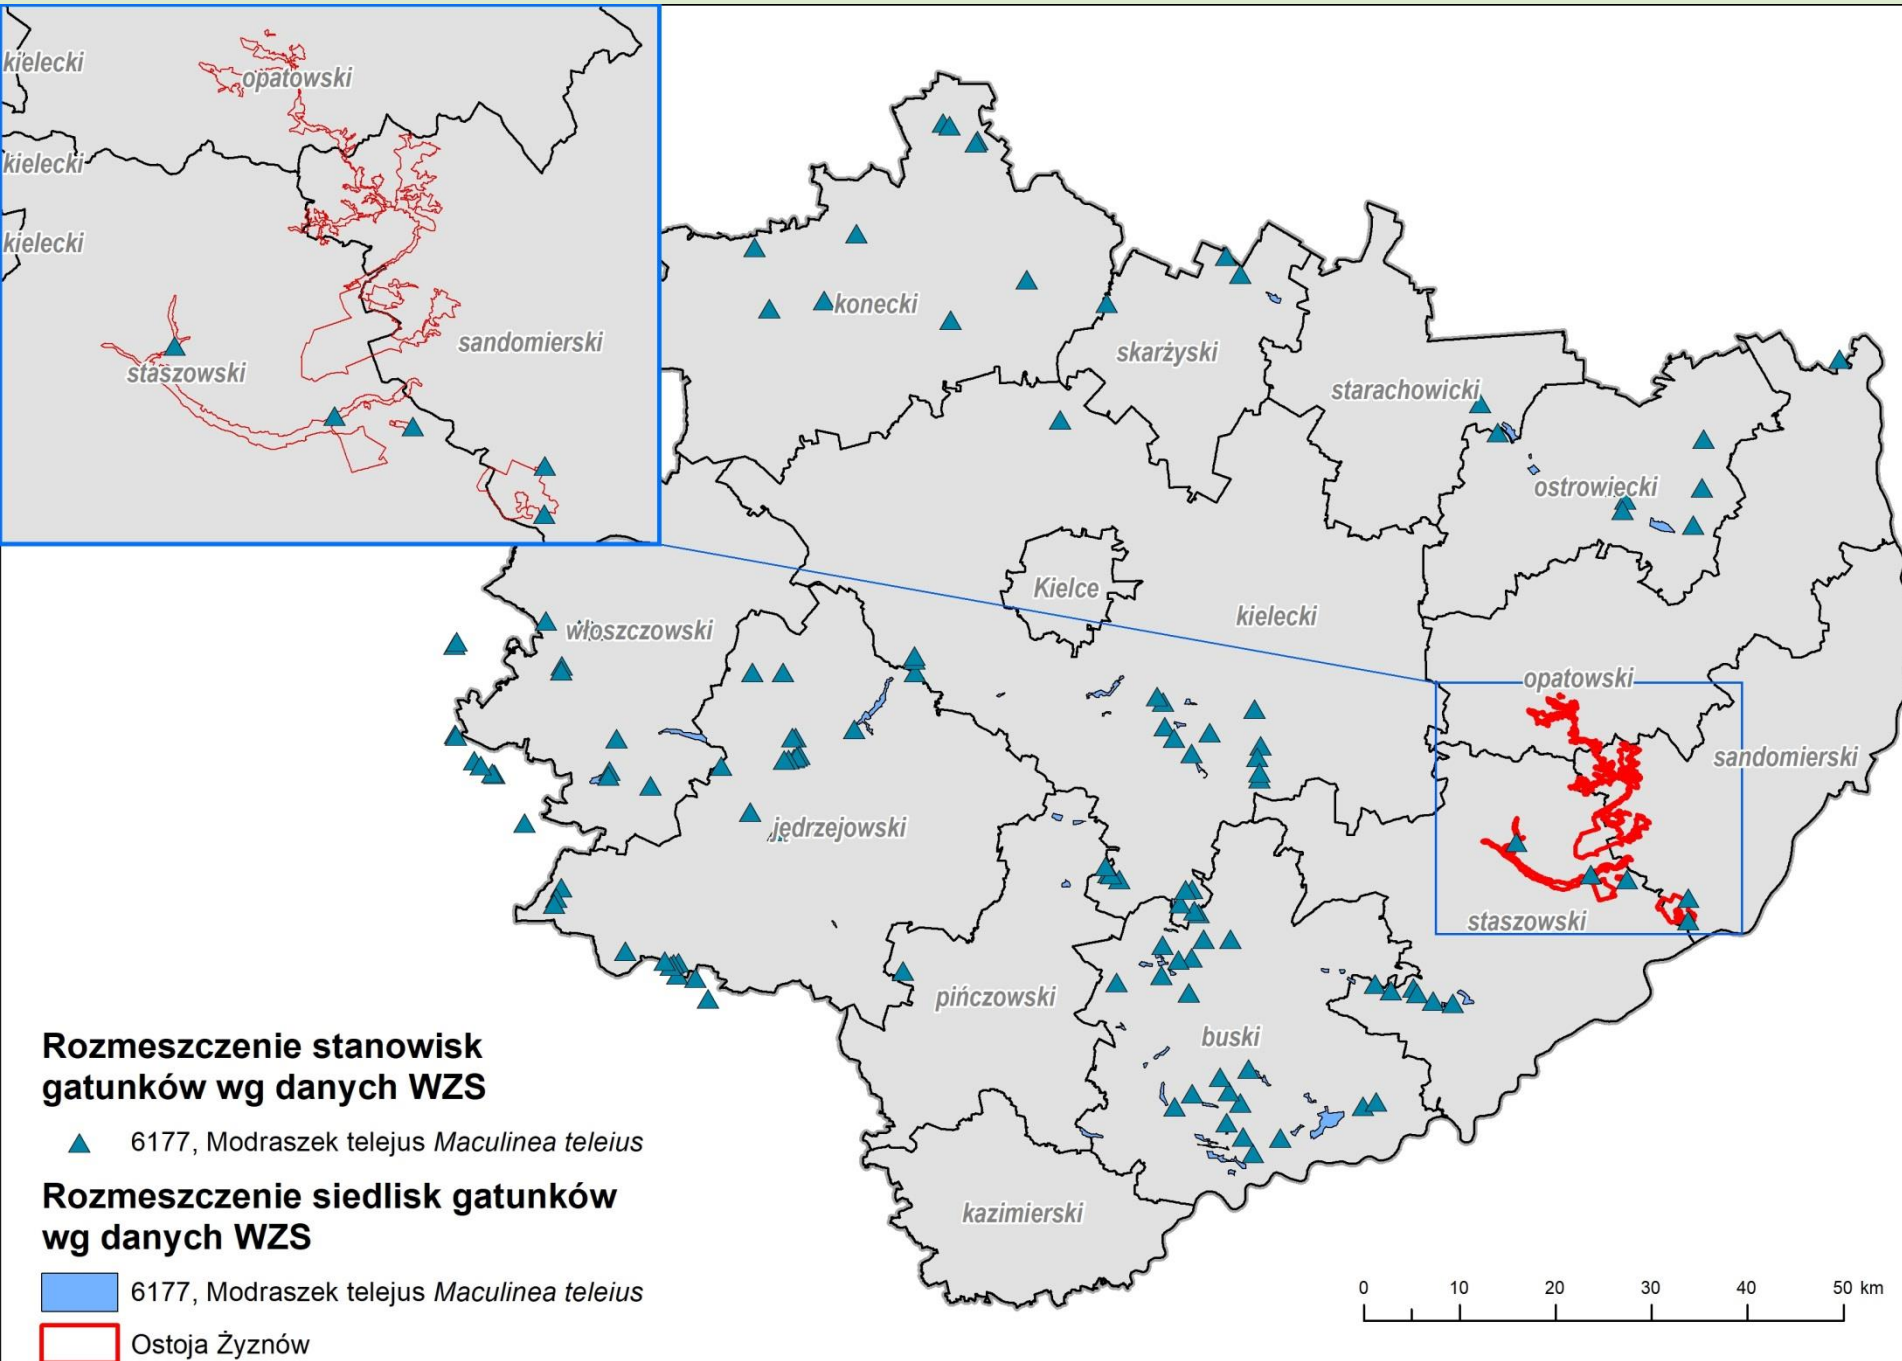 kielecki
opatowski
kielecki
kielecki
sandomierski
staszowski
konecki
skarżyski
starachowicki
ostrowiecki
Kielce
kielecki
włoszczowski
opatowski
sandomierski
jędrzejowski
staszowski
pińczowski
buski
kazimierski
Rozmeszczenie stanowisk
gatunków wg danych WZS
6177, Modraszek telejus Maculinea teleius
Rozmeszczenie siedlisk gatunków
wg danych WZS
6177, Modraszek telejus Maculinea teleius
Ostoja Żyznów
0 10 20 30 40 50 km